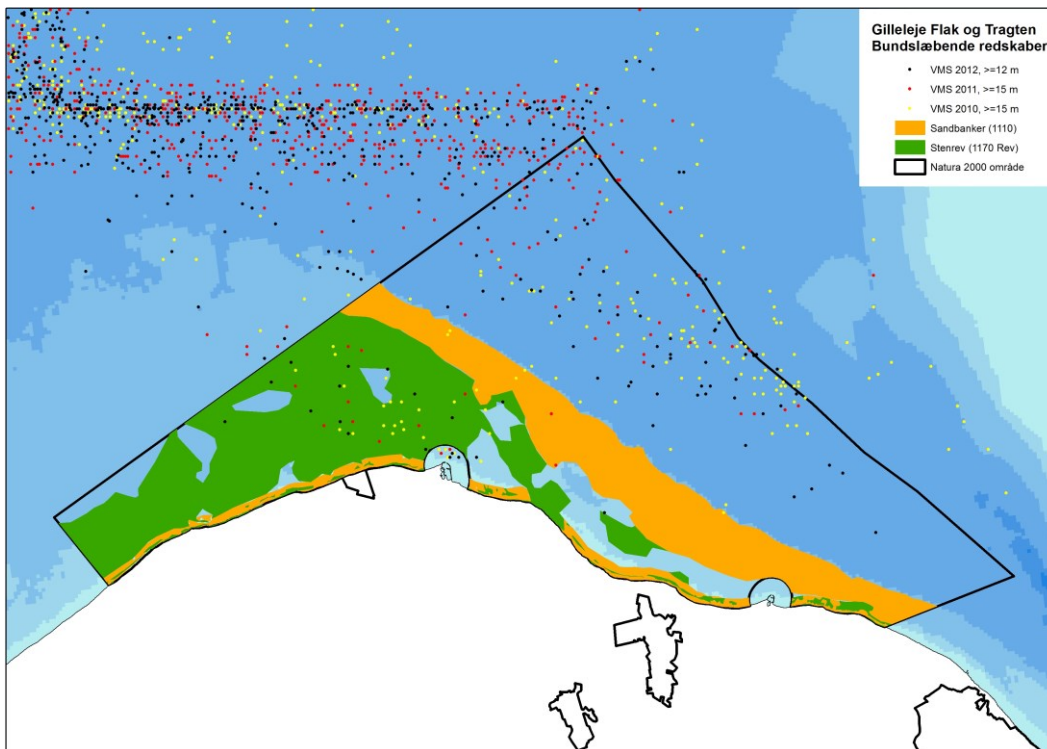 Gilleleje Flak og Tragten
Bundslæbende redskaber
VMS 2012, >=12 m
VMS 2011, >=15 m
VMS 2010, >=15 m
Sandbanker (1110)
Stenrev (1170 Rev)
Natura 2000 område